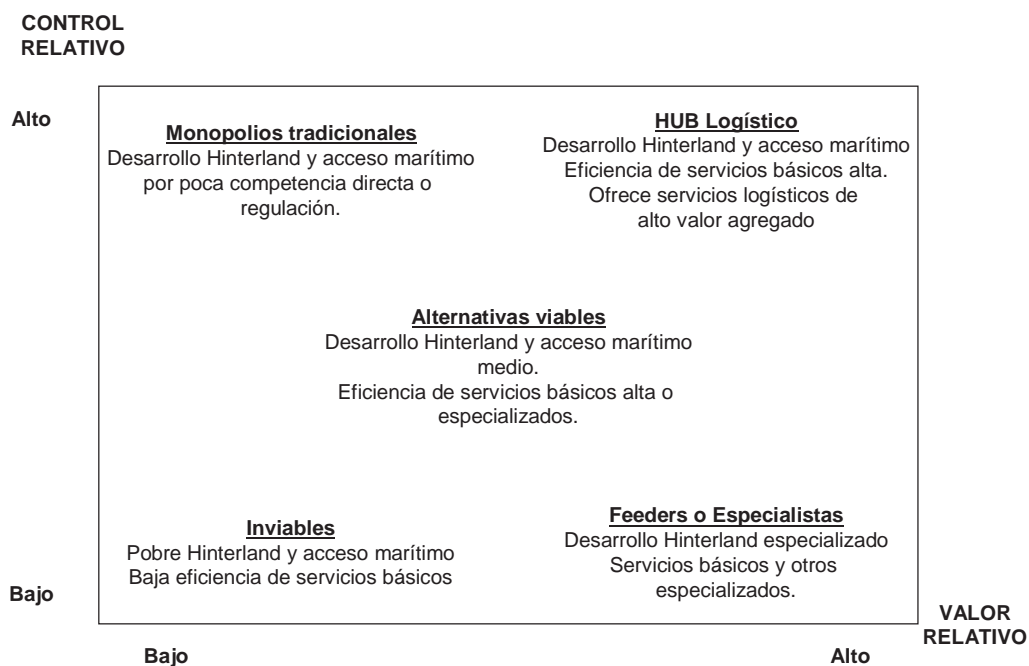 CONTROL
RELATIVO
Alto
Monopolios tradicionales
Desarrollo Hinterland y acceso marítimo
por poca competencia directa o
regulación.
HUB Logístico
Desarrollo Hinterland y acceso marítimo
Eficiencia de servicios básicos alta.
Ofrece servicios logísticos de
alto valor agregado
Alternativas viables
Desarrollo Hinterland y acceso marítimo
medio.
Eficiencia de servicios básicos alta o
especializados.
Inviables
Pobre Hinterland y acceso marítimo
Baja eficiencia de servicios básicos
Feeders o Especialistas
Desarrollo Hinterland especializado
Servicios básicos y otros
especializados.
Bajo
VALOR
RELATIVO
Bajo
Alto